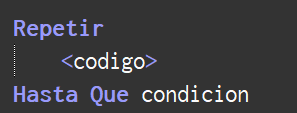 Repetir
<codigo>
Hasta Que condicion